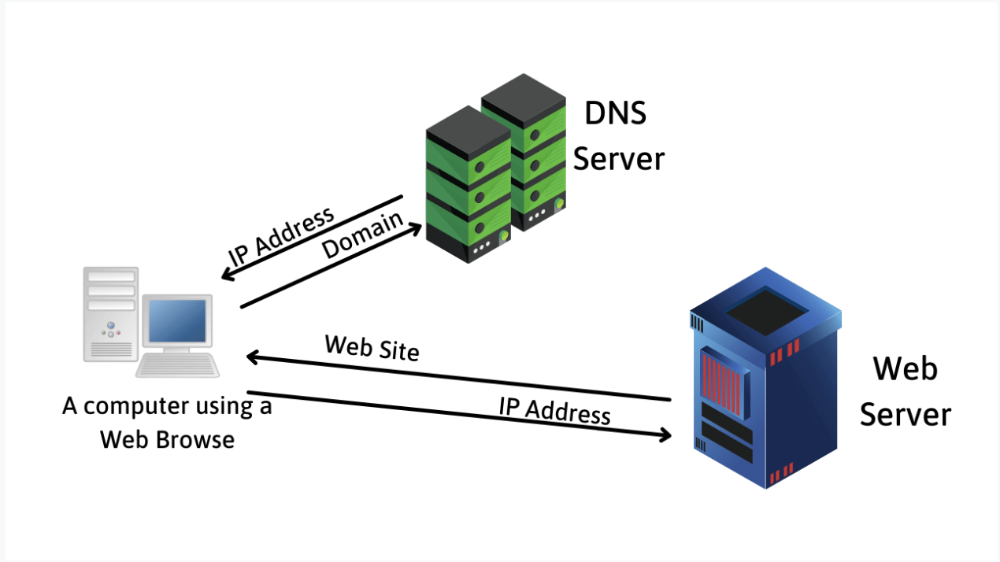 DNS
Server
IP Address
Domain
Web Site
IP Address
Web
Server
A computer using a
Web Browse